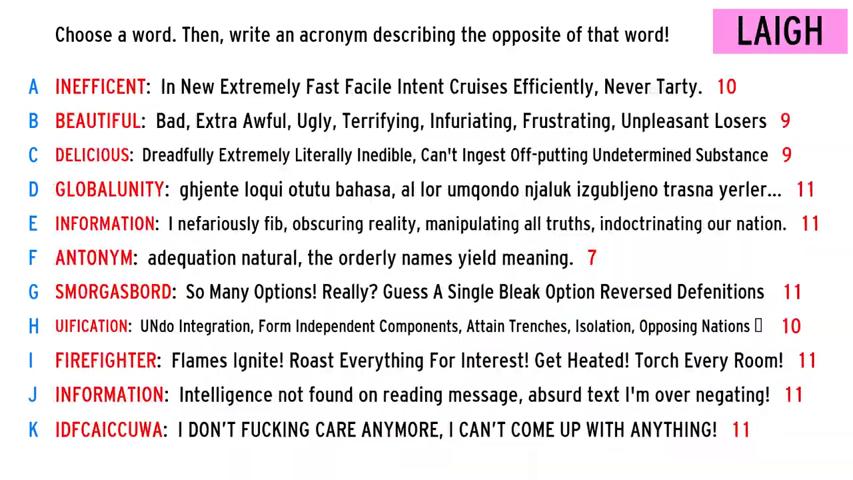 Choose a word. Then, write an acronym describing the opposite of that word!
LAIGH
A INEFFICENT: In New Extremely Fast Facile Intent Cruises Efficiently, Never Tarty. 10
B BEAUTIFUL: Bad, Extra Awful, Ugly, Terrifying, Infuriating, Frustrating, Unpleasant Losers 9
C DELICIOUS: Dreadfully Extremely Literally Inedible, Can't Ingest Off-putting Undetermined Substance 9
D GLOBALUNITY: ghjente loqui otutu bahasa, al lor umqondo njaluk izgubljeno trasna yerler... 11
E INFORMATION: I nefariously fib, obscuring reality, manipulating all truths, indoctrinating our nation. 11
F ANTONYM: adequation natural, the orderly names yield meaning. 7
G SMORGASBORD: So Many Options! Really? Guess A Single Bleak Option Reversed Defenitions 11
H UIFICATION: UNdo Integration, Form Independent Components, Attain Trenches, Isolation, Opposing Nations 10
I FIREFIGHTER: Flames Ignite! Roast Everything For Interest! Get Heated! Torch Every Room! 11
J INFORMATION: Intelligence not found on reading message, absurd text I'm over negating! 11
K IDFCAICCUWA: I DON'T FUCKING CARE ANYMORE, I CAN'T COME UP WITH ANYTHING! 11